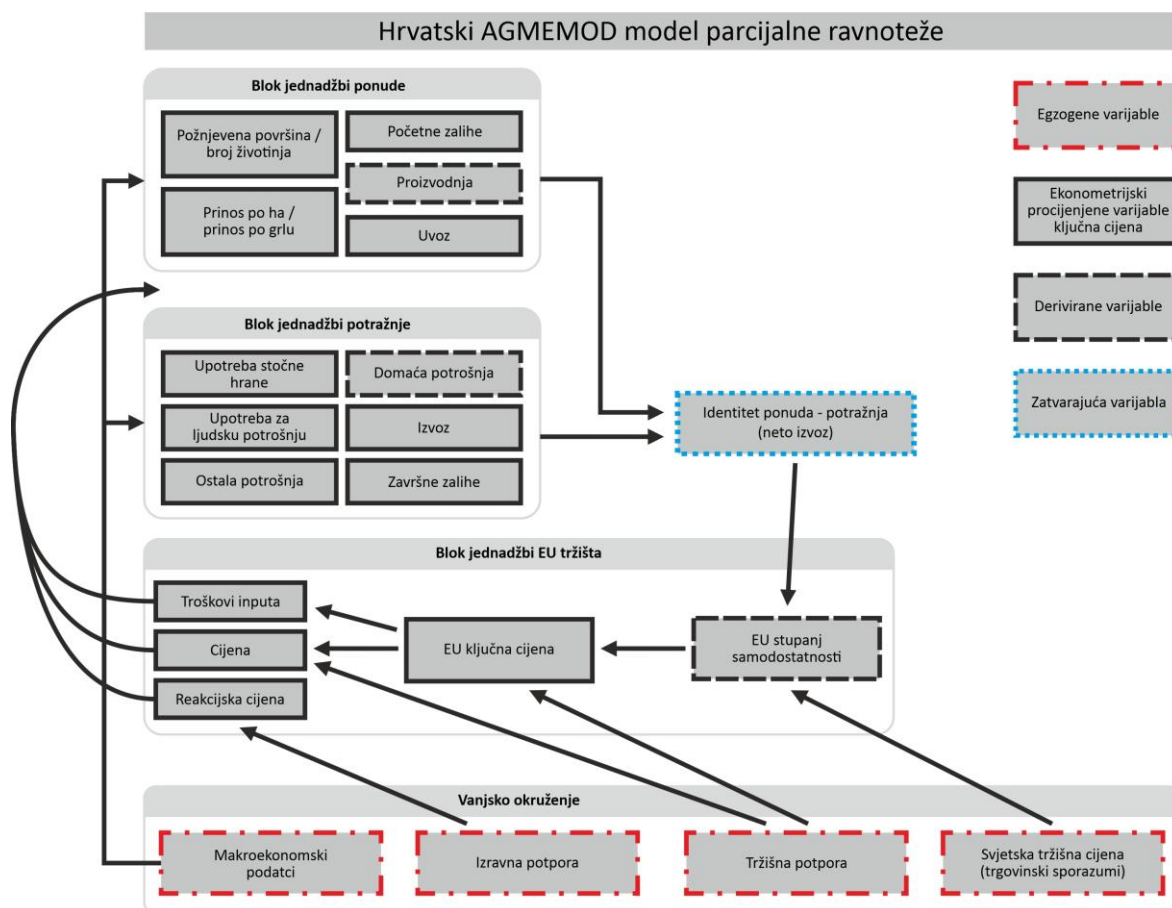 Hrvatski AGMEMOD model parcijalne ravnoteže
Blok jednadžbi ponude
Požnjevena površina /
broj životinja
Prinos po ha /
prinos po grlu
Početne zalihe
Proizvodnja
Uvoz
Blok jednadžbi potražnje
Upotreba stočne
hrane
Upotreba za
ljudsku potrošnju
Ostala potrošnja
Domaća potrošnja
Izvoz
Završne zalihe
Identitet ponuda - potražnja
(neto izvoz)
Egzogene varijable
Ekonometrijski
procijenjene varijable
ključna cijena
Derivirane varijable
Zatvarajuća varijabla
Blok jednadžbi EU tržišta
Troškovi inputa
Cijena
Reakcijska cijena
EU ključna cijena
EU stupanj
samodostatnosti
Vanjsko okruženje
Makroekonomski
podatci
Izravna potpora
Tržišna potpora
Svjetska tržišna cijena
(trgovinski sporazumi)